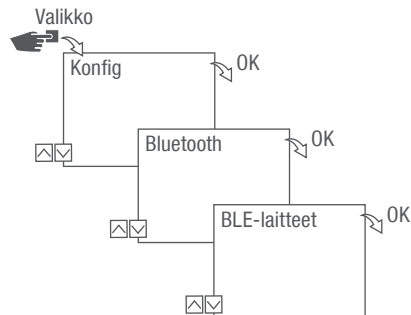 Valikko
Konfig
OK
Bluetooth
OK
BLE-laitteet
OK